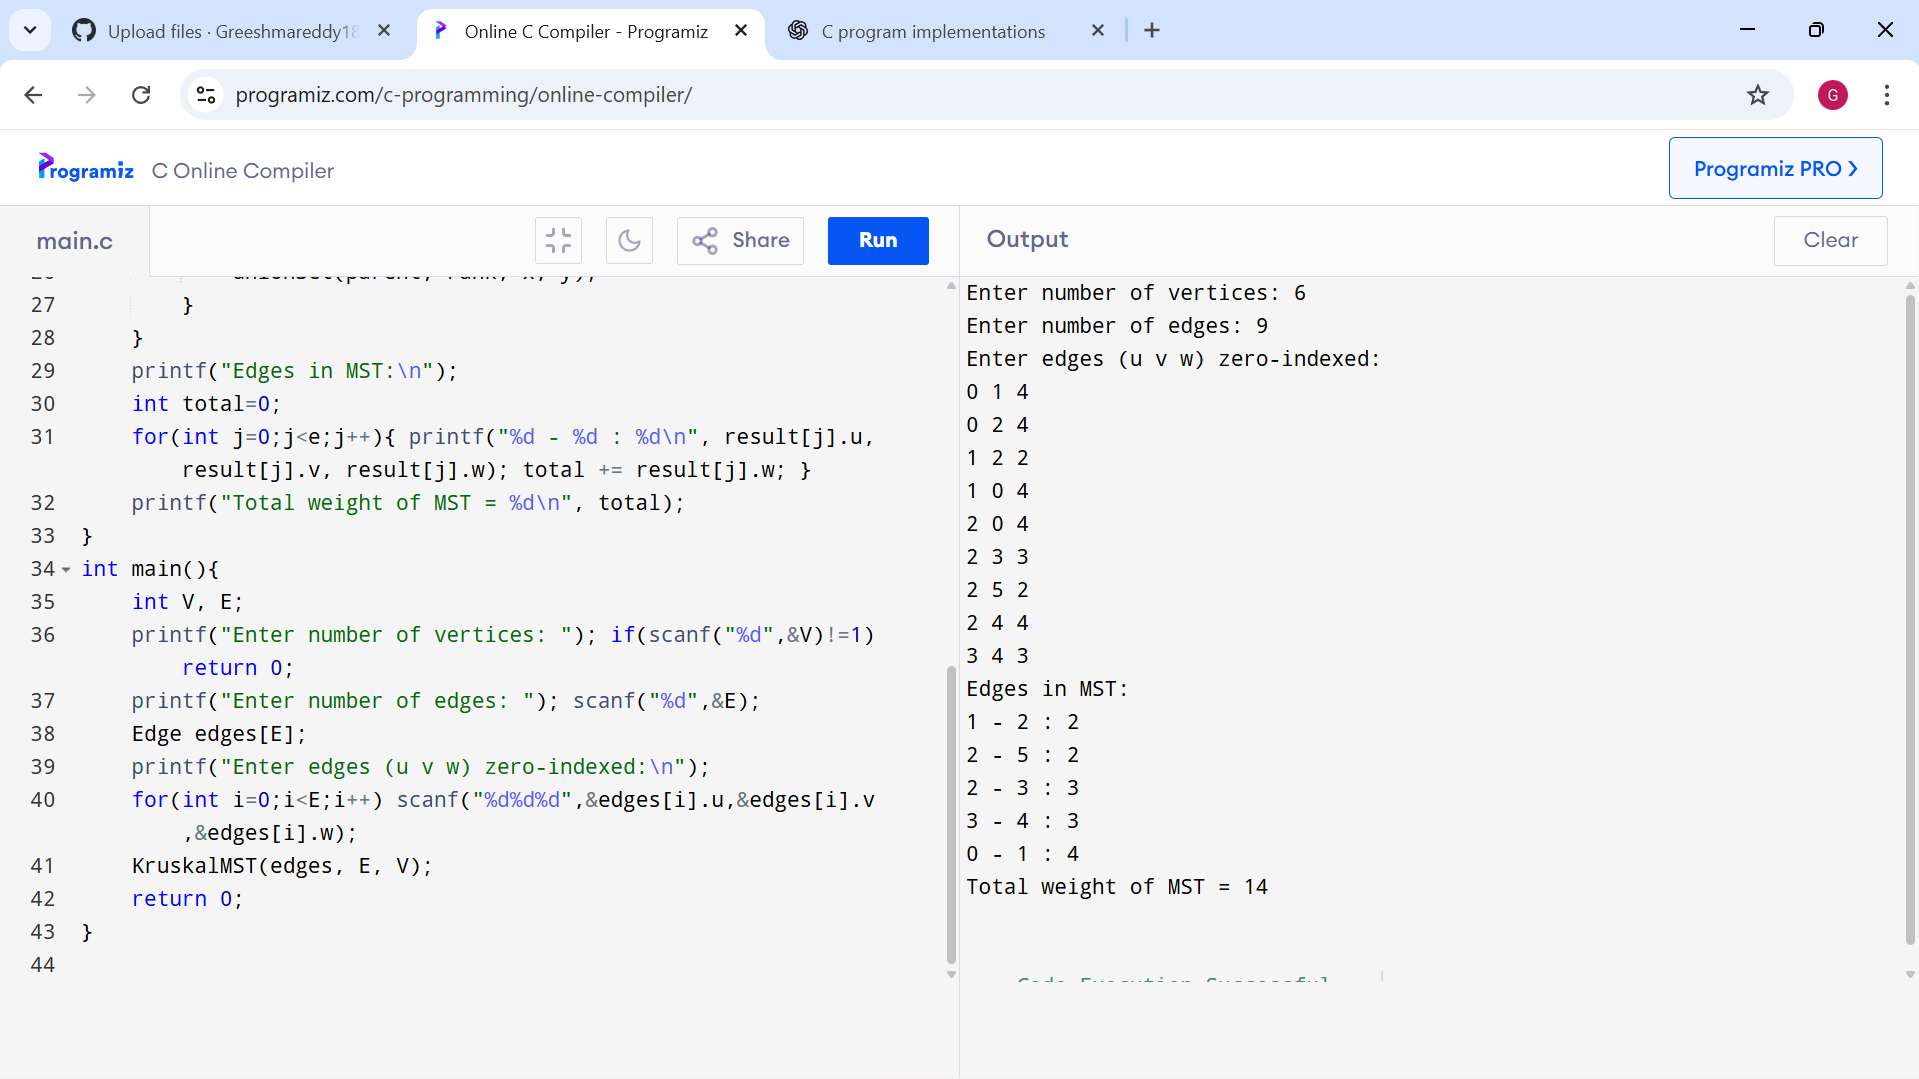 Upload files · Greeshmareddy18
Online C Compiler - Programiz
C program implementations
programiz.com/c-programming/online-compiler/
G
Programiz C Online Compiler
Programiz PRO
main.c
Share
Run
Output
Clear
26 unionSet(parent, rank, x, y);
27 }
28 }
29 printf("Edges in MST:\n");
30 int total=0;
31 for(int j=0;j<e;j++){ printf("%d - %d : %d\n", result[j].u,
result[j].v, result[j].w); total += result[j].w; }
32 printf("Total weight of MST = %d\n", total);
33 }
34 int main(){
35 int V, E;
36 printf("Enter number of vertices: "); if(scanf("%d",&V)!=1)
return 0;
37 printf("Enter number of edges: "); scanf("%d",&E);
38 Edge edges[E];
39 printf("Enter edges (u v w) zero-indexed:\n");
40 for(int i=0;i<E;i++) scanf("%d%d%d",&edges[i].u,&edges[i].v
,&edges[i].w);
41 KruskalMST(edges, E, V);
42 return 0;
43 }
44
Enter number of vertices: 6
Enter number of edges: 9
Enter edges (u v w) zero-indexed:
0 1 4
0 2 4
1 2 2
1 0 4
2 0 4
2 3 3
2 5 2
2 4 4
3 4 3
Edges in MST:
1 - 2 : 2
2 - 5 : 2
2 - 3 : 3
3 - 4 : 3
0 - 1 : 4
Total weight of MST = 14
Code Execution Successful